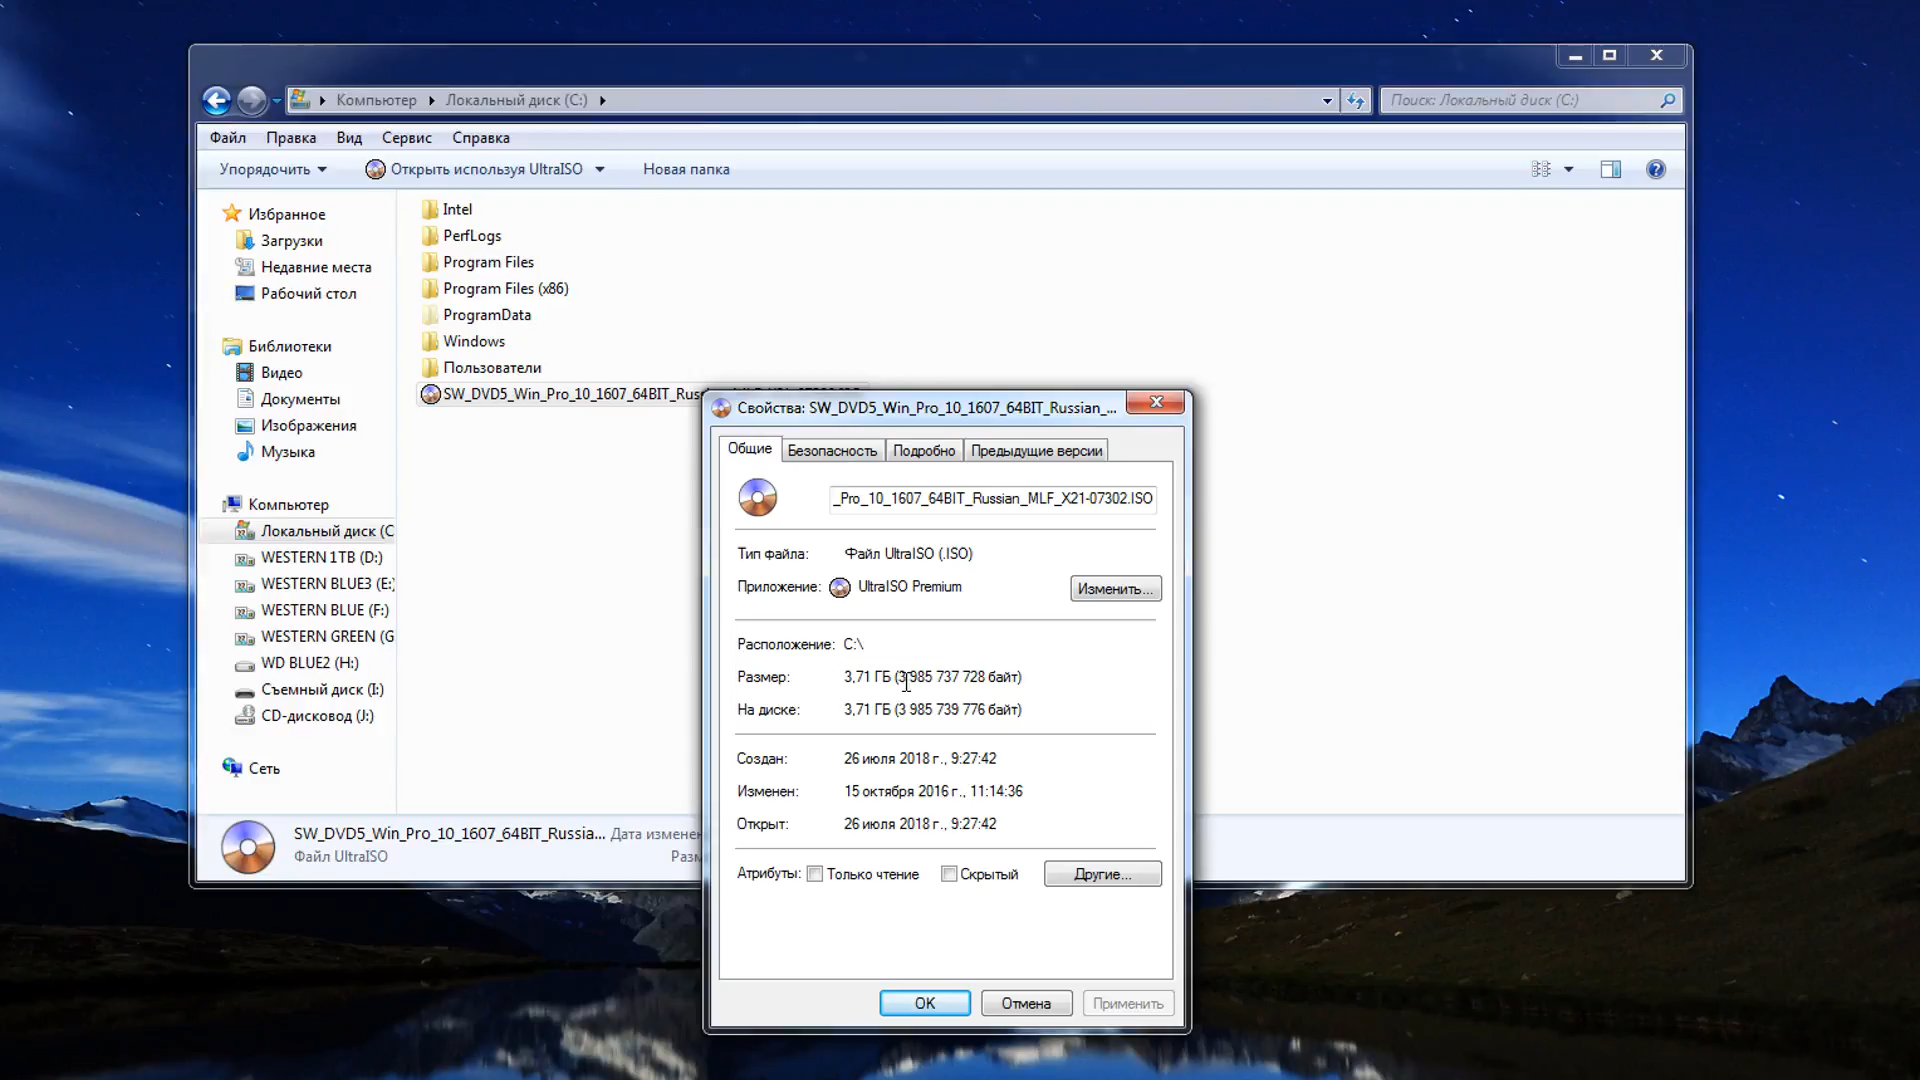 Компьютер
Локальный диск (C:)
Поиск: Локальный диск (C:)
Файл Правка Вид Сервис Справка
Упорядочить Открыть используя UltraISO Новая папка
Избранное
Загрузки
Недавние места
Рабочий стол
Библиотеки
Видео
Документы
Изображения
Музыка
Компьютер
Локальный диск (C
WESTERN 1TB (D:)
WESTERN BLUE3 (E:
WESTERN BLUE (F:)
WESTERN GREEN (G
WD BLUE2 (H:)
Съемный диск (I:)
CD-дисковод (J:)
Сеть
Intel
PerfLogs
Program Files
Program Files (x86)
ProgramData
Windows
Пользователи
SW_DVD5_Win_Pro_10_1607_64BIT_Rus
Свойства: SW_DVD5_Win_Pro_10_1607_64BIT_Russian_...
Общие Безопасность Подробно Предыдущие версии
_Pro_10_1607_64BIT_Russian_MLF_X21-07302.ISO
Тип файла: Файл UltraISO (.ISO)
Приложение: UltraISO Premium Изменить...
Расположение: C:\
Размер: 3,71 ГБ (3 985 737 728 байт)
На диске: 3,71 ГБ (3 985 739 776 байт)
Создан: 26 июля 2018 г., 9:27:42
Изменен: 15 октября 2016 г., 11:14:36
Открыт: 26 июля 2018 г., 9:27:42
Атрибуты: Только чтение Скрытый Другие...
OK Отмена Применить
SW_DVD5_Win_Pro_10_1607_64BIT_Russia... Дата изменен
Файл UltraISO Разм